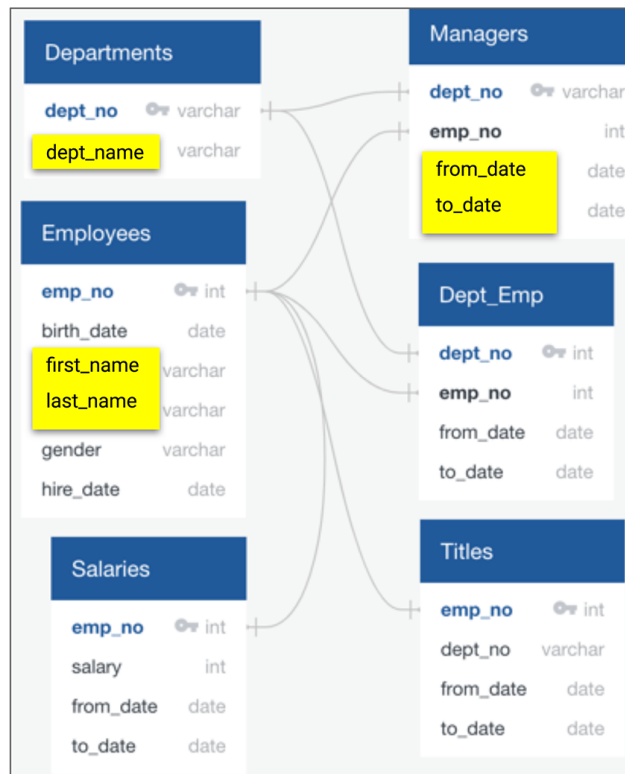 Departments
dept_no varchar
dept_name varchar
Employees
emp_no int
birth_date date
first_name varchar
last_name varchar
gender varchar
hire_date date
Salaries
emp_no int
salary int
from_date date
to_date date
Managers
dept_no varchar
emp_no int
from_date date
to_date date
Dept_Emp
dept_no int
emp_no int
from_date date
to_date date
Titles
emp_no int
dept_no varchar
from_date date
to_date date